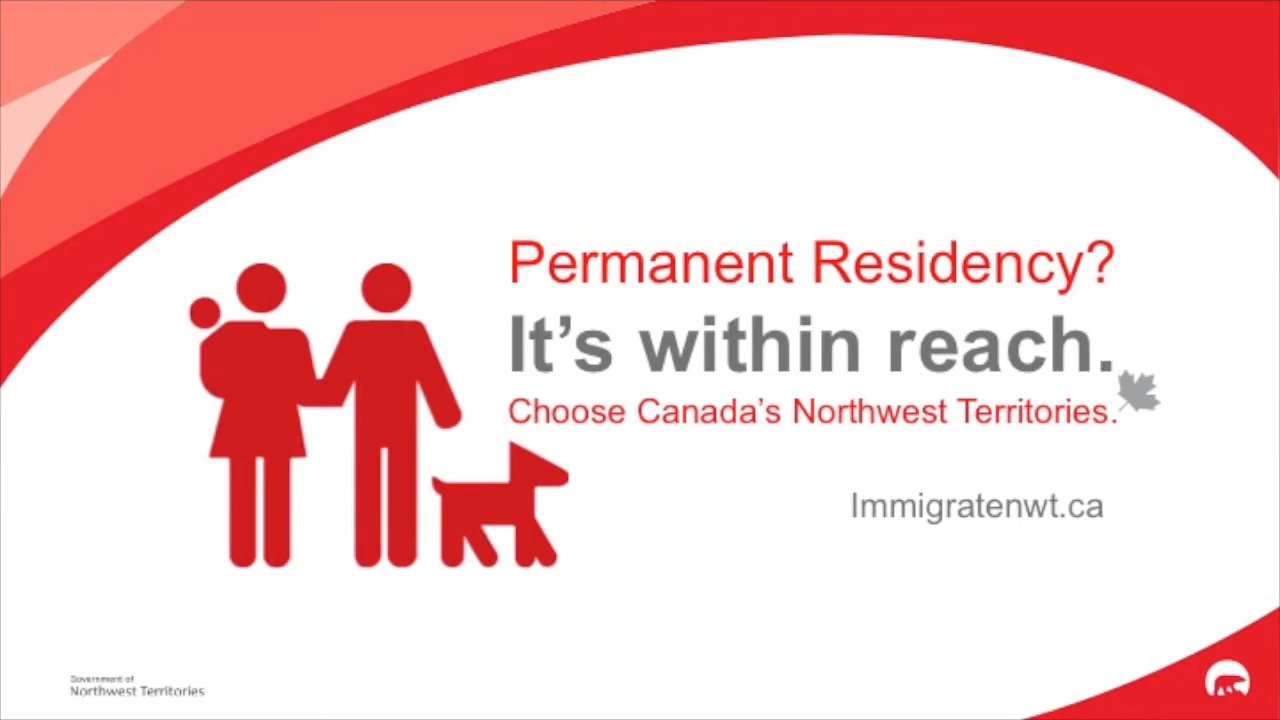 Permanent Residency?
It's within reach.
Choose Canada's Northwest Territories.
Immigratenwt.ca
Government of
Northwest Territories